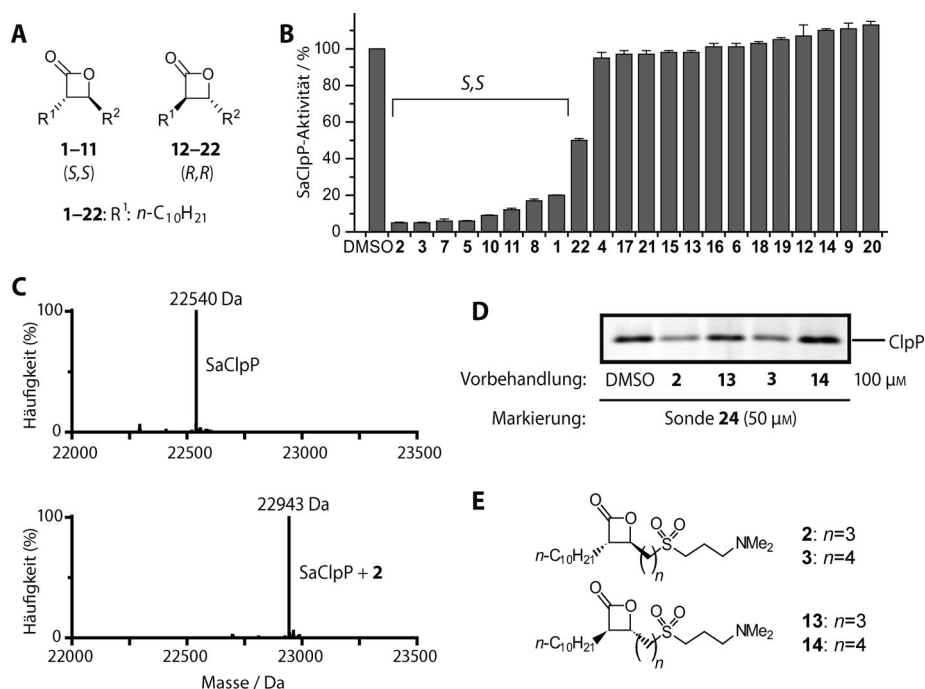 A
O
O
R¹
R²
1–11
(S,S)
O
O
R¹
R²
12–22
(R,R)
1–22: R¹: n-C₁₀H₂₁
B
SaClpP-Aktivität / %
100
80
60
40
20
0
S,S
DMSO 2 3 7 5 10 11 8 1 22 4 17 21 15 13 16 6 18 19 12 14 9 20
C
Häufigkeit (%)
100
0
22540 Da
SaClpP
22000 22500 23000 23500
Häufigkeit (%)
100
0
22943 Da
SaClpP + 2
22000 22500 23000 23500
Masse / Da
D
ClpP
Vorbehandlung: DMSO 2 13 3 14 100 μM
Markierung: Sonde 24 (50 μM)
E
O
O
O O
S
NMe₂
n-C₁₀H₂₁
n
2: n=3
3: n=4
O
O
O O
S
NMe₂
n-C₁₀H₂₁
n
13: n=3
14: n=4